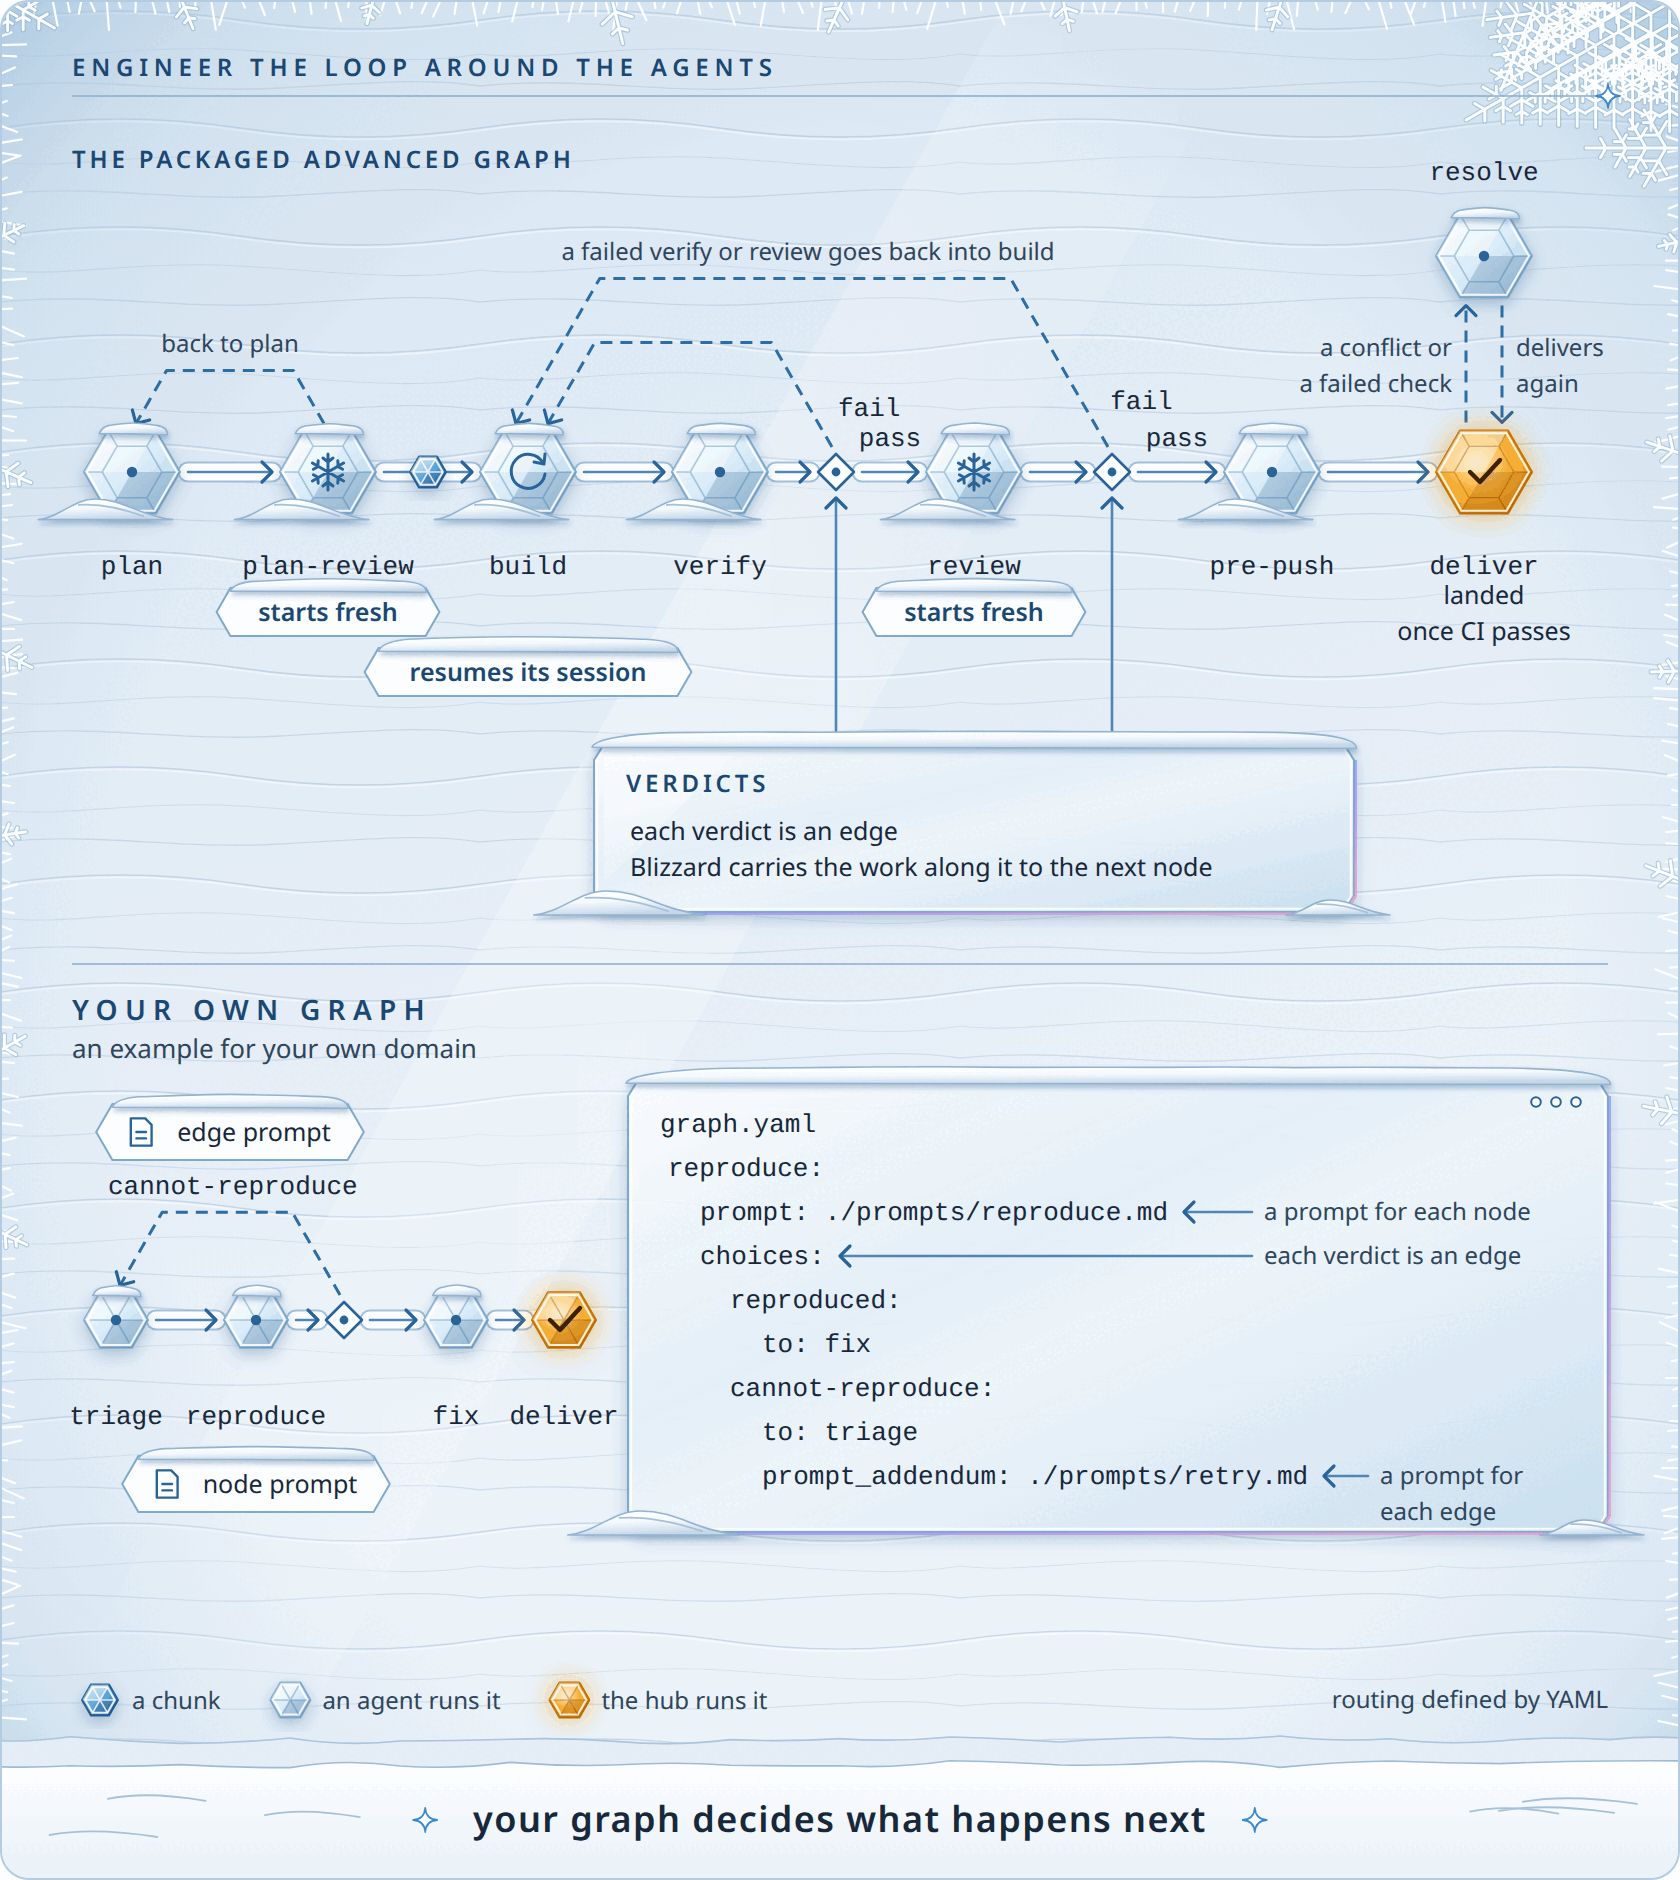 ENGINEER THE LOOP AROUND THE AGENTS
THE PACKAGED ADVANCED GRAPH
resolve
a failed verify or review goes back into build
back to plan
a conflict or
a failed check
delivers
again
fail
pass
fail
pass
plan
plan-review
build
verify
review
pre-push
deliver
landed
once CI passes
starts fresh
starts fresh
resumes its session
VERDICTS
each verdict is an edge
Blizzard carries the work along it to the next node
YOUR OWN GRAPH
an example for your own domain
edge prompt
cannot-reproduce
triage
reproduce
fix
deliver
node prompt
graph.yaml
reproduce:
prompt: ./prompts/reproduce.md
a prompt for each node
choices:
each verdict is an edge
reproduced:
to: fix
cannot-reproduce:
to: triage
prompt_addendum: ./prompts/retry.md
a prompt for
each edge
a chunk
an agent runs it
the hub runs it
routing defined by YAML
your graph decides what happens next